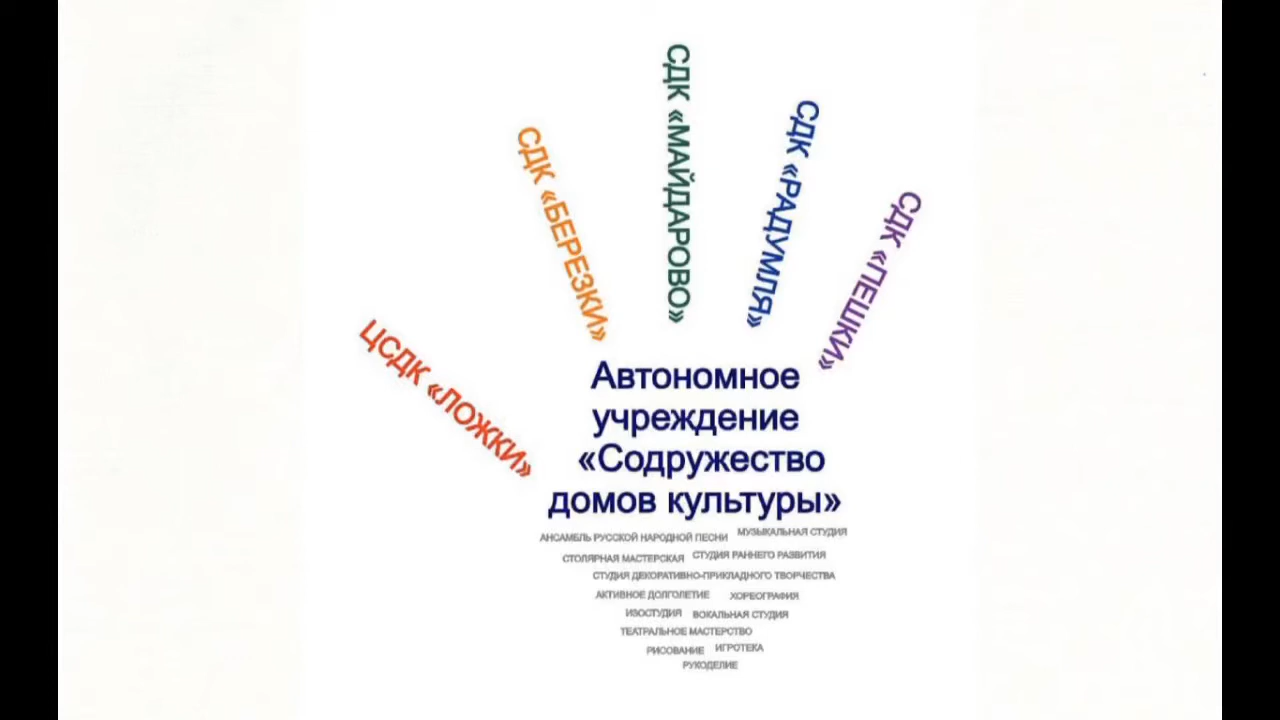 ЦСДК «ЛОЖКИ»
СДК «БЕРЕЗКИ»
СДК «МАЙДАРОВО»
СДК «РАДУМЛЯ»
СДК «ПЕШКИ»
Автономное
учреждение
«Содружество
домов культуры»
АНСАМБЛЬ РУССКОЙ НАРОДНОЙ ПЕСНИ МУЗЫКАЛЬНАЯ СТУДИЯ
СТОЛЯРНАЯ МАСТЕРСКАЯ СТУДИЯ РАННЕГО РАЗВИТИЯ
СТУДИЯ ДЕКОРАТИВНО-ПРИКЛАДНОГО ТВОРЧЕСТВА
АКТИВНОЕ ДОЛГОЛЕТИЕ ХОРЕОГРАФИЯ
ИЗОСТУДИЯ ВОКАЛЬНАЯ СТУДИЯ
ТЕАТРАЛЬНОЕ МАСТЕРСТВО
РИСОВАНИЕ ИГРОТЕКА
РУКОДЕЛИЕ